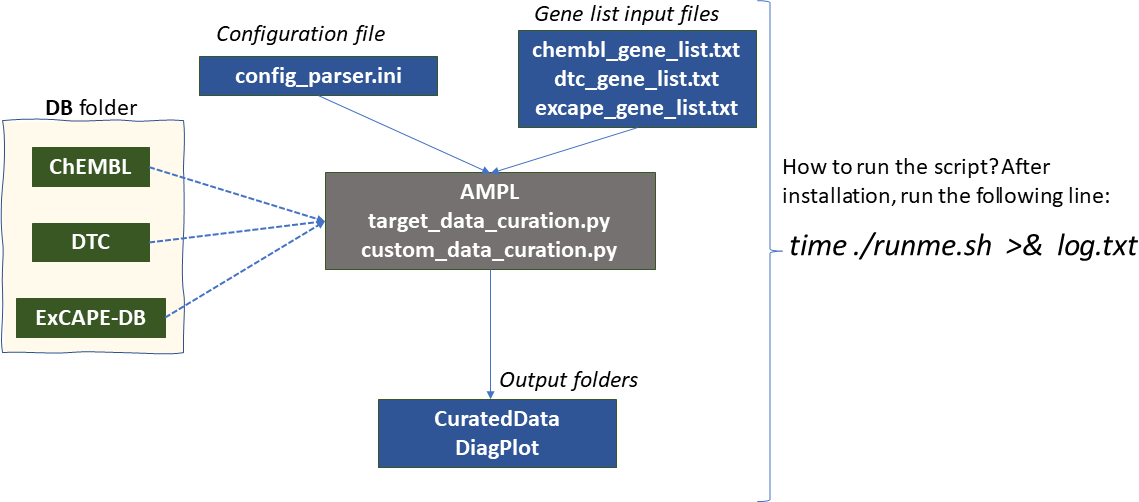 Configuration file
config_parser.ini
Gene list input files
chembl_gene_list.txt
dtc_gene_list.txt
excape_gene_list.txt
DB folder
ChEMBL
DTC
ExCAPE-DB
AMPL
target_data_curation.py
custom_data_curation.py
Output folders
CuratedData
DiagPlot
How to run the script? After
installation, run the following line:
time ./runme.sh >& log.txt